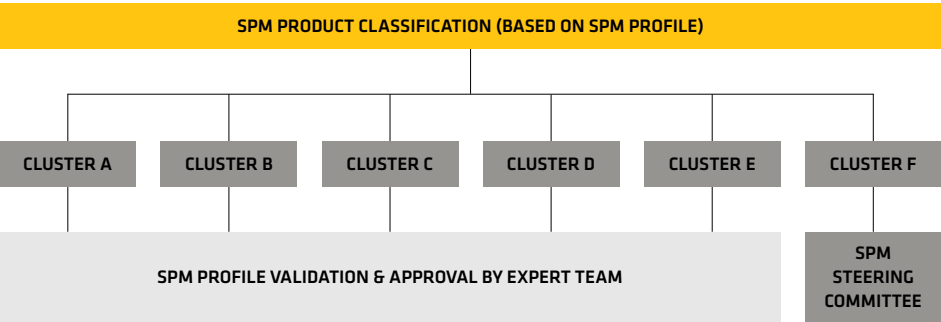 SPM PRODUCT CLASSIFICATION (BASED ON SPM PROFILE)
CLUSTER A
CLUSTER B
CLUSTER C
CLUSTER D
CLUSTER E
CLUSTER F
SPM PROFILE VALIDATION & APPROVAL BY EXPERT TEAM
SPM
STEERING
COMMITTEE